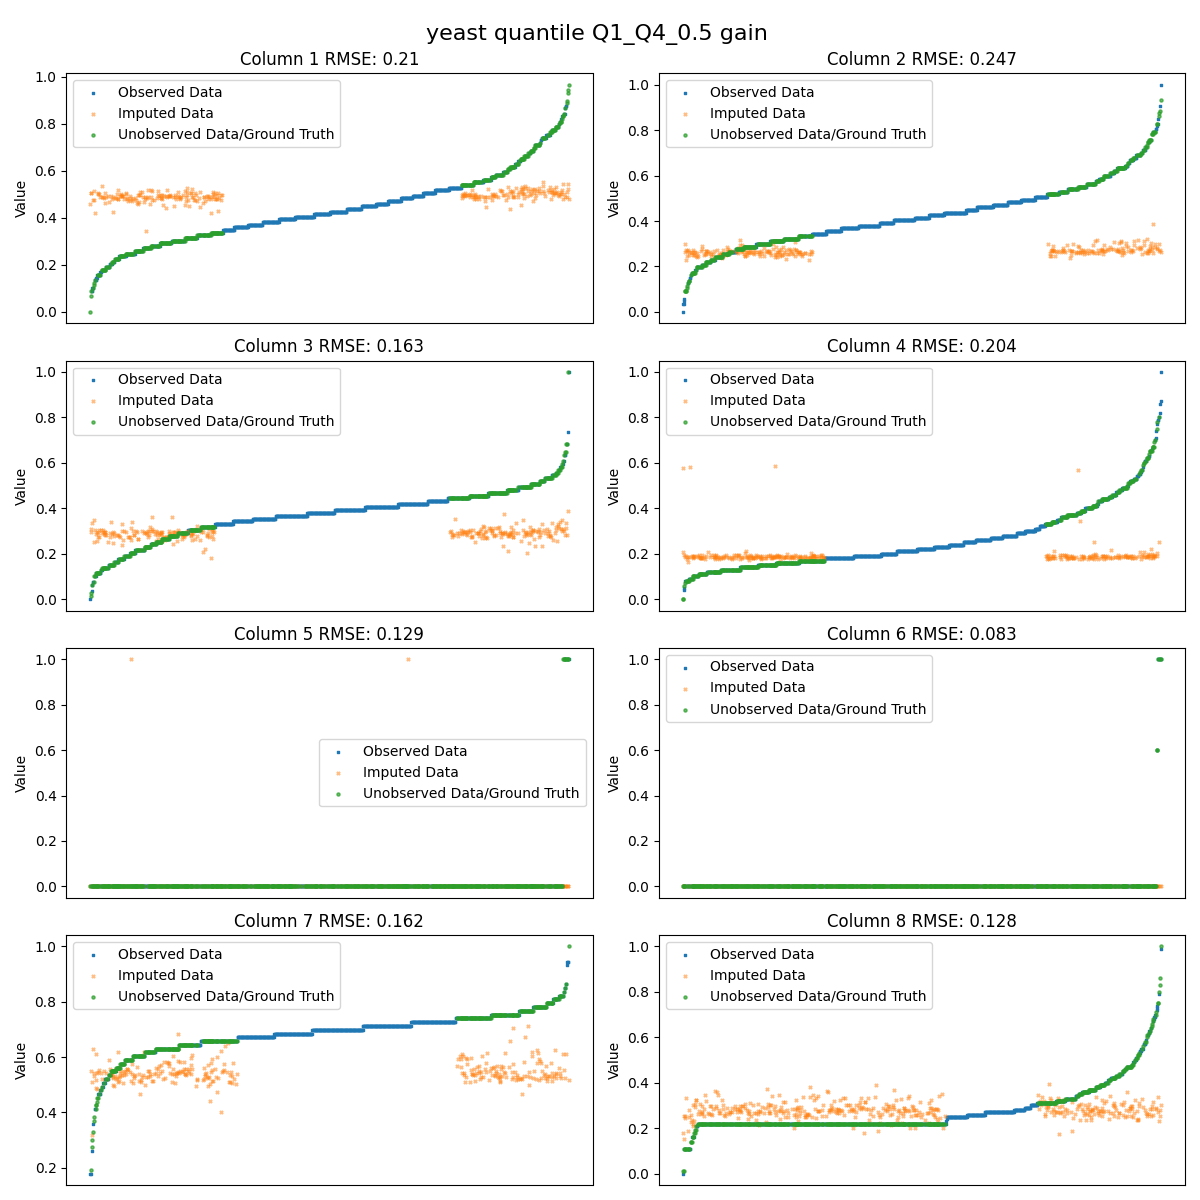 yeast quantile Q1_Q4_0.5 gain
Column 1 RMSE: 0.21
1.0
0.8
0.6
0.4
0.2
0.0
Value
Observed Data
Imputed Data
Unobserved Data/Ground Truth
Column 2 RMSE: 0.247
1.0
0.8
0.6
0.4
0.2
0.0
Value
Observed Data
Imputed Data
Unobserved Data/Ground Truth
Column 3 RMSE: 0.163
1.0
0.8
0.6
0.4
0.2
0.0
Value
Observed Data
Imputed Data
Unobserved Data/Ground Truth
Column 4 RMSE: 0.204
1.0
0.8
0.6
0.4
0.2
0.0
Value
Observed Data
Imputed Data
Unobserved Data/Ground Truth
Column 5 RMSE: 0.129
1.0
0.8
0.6
0.4
0.2
0.0
Value
Observed Data
Imputed Data
Unobserved Data/Ground Truth
Column 6 RMSE: 0.083
1.0
0.8
0.6
0.4
0.2
0.0
Value
Observed Data
Imputed Data
Unobserved Data/Ground Truth
Column 7 RMSE: 0.162
1.0
0.8
0.6
0.4
0.2
Value
Observed Data
Imputed Data
Unobserved Data/Ground Truth
Column 8 RMSE: 0.128
1.0
0.8
0.6
0.4
0.2
0.0
Value
Observed Data
Imputed Data
Unobserved Data/Ground Truth